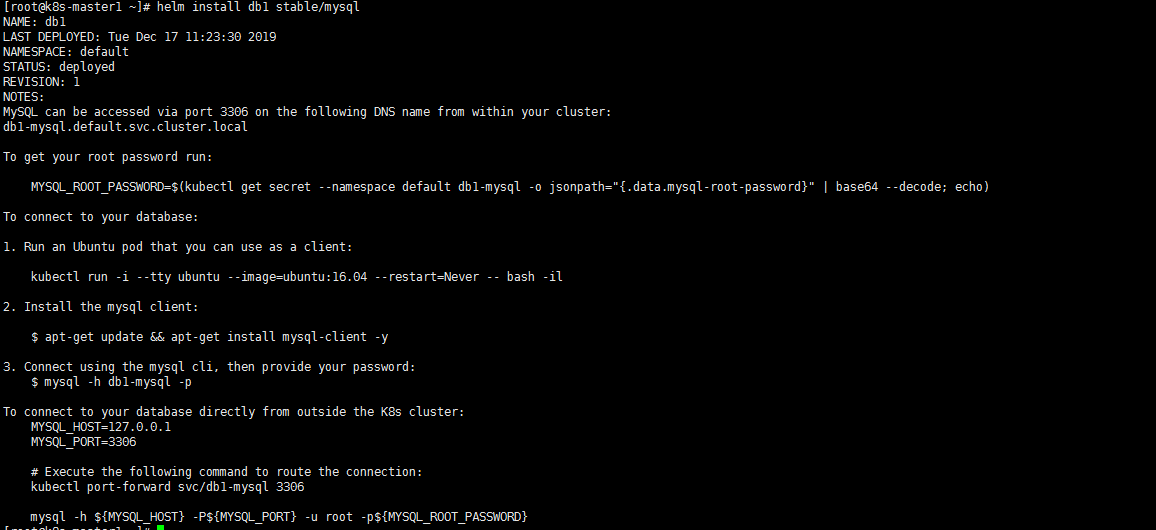 [root@k8s-master1 ~]# helm install db1 stable/mysql
NAME: db1
LAST DEPLOYED: Tue Dec 17 11:23:30 2019
NAMESPACE: default
STATUS: deployed
REVISION: 1
NOTES:
MySQL can be accessed via port 3306 on the following DNS name from within your cluster:
db1-mysql.default.svc.cluster.local
To get your root password run:
MYSQL_ROOT_PASSWORD=$(kubectl get secret --namespace default db1-mysql -o jsonpath="{.data.mysql-root-password}" | base64 --decode; echo)
To connect to your database:
1. Run an Ubuntu pod that you can use as a client:
kubectl run -i --tty ubuntu --image=ubuntu:16.04 --restart=Never -- bash -il
2. Install the mysql client:
$ apt-get update && apt-get install mysql-client -y
3. Connect using the mysql cli, then provide your password:
$ mysql -h db1-mysql -p
To connect to your database directly from outside the K8s cluster:
MYSQL_HOST=127.0.0.1
MYSQL_PORT=3306
# Execute the following command to route the connection:
kubectl port-forward svc/db1-mysql 3306
mysql -h ${MYSQL_HOST} -P${MYSQL_PORT} -u root -p${MYSQL_ROOT_PASSWORD}
[root@k8s-master1 ~]#